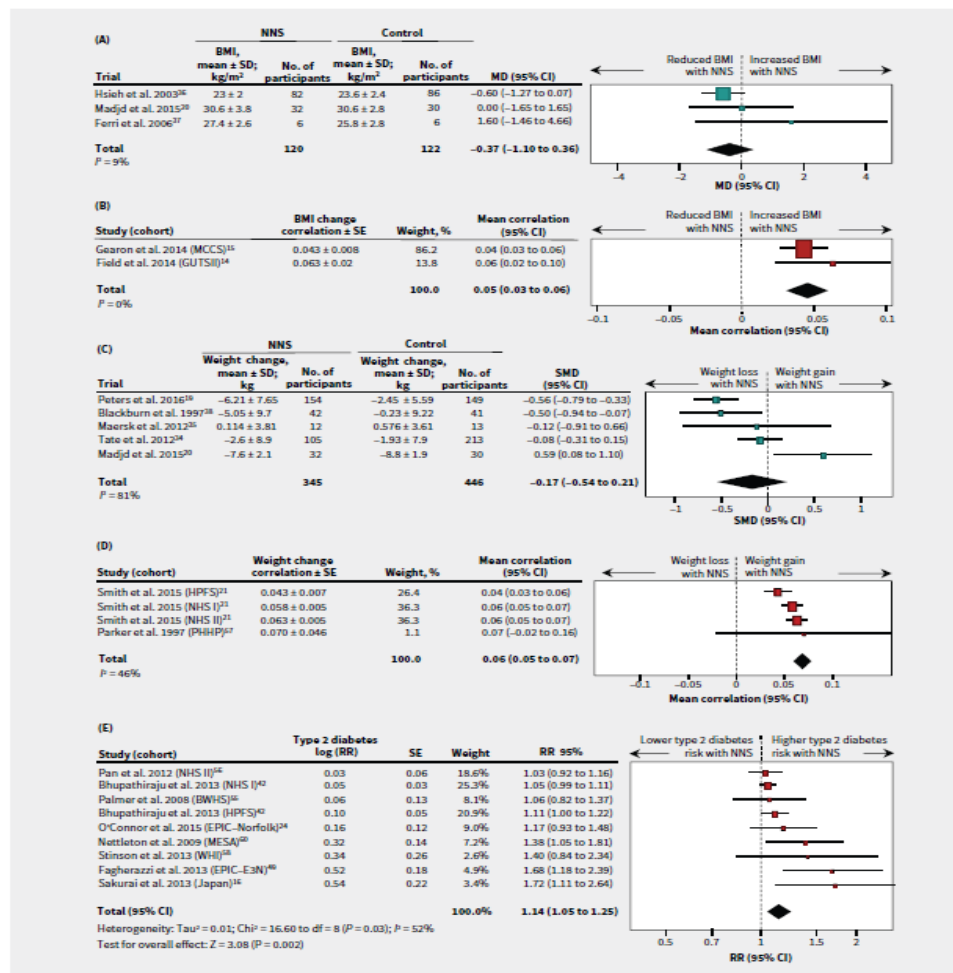 (A)
NNS Control
BMI, mean ± SD; kg/m² No. of participants BMI, mean ± SD; kg/m² No. of participants
Trial MD (95% CI)
Reduced BMI with NNS Increased BMI with NNS
Hsieh et al. 2003³⁶ 23 ± 2 82 23.6 ± 2.4 86 −0.60 (−1.27 to 0.07)
Madjid et al. 2015²⁰ 30.6 ± 3.8 32 30.6 ± 2.8 30 0.00 (−1.65 to 1.65)
Ferri et al. 2006³⁷ 27.4 ± 2.6 6 25.8 ± 2.8 6 1.60 (−1.46 to 4.66)
Total 120 122 −0.37 (−1.10 to 0.36)
I² = 9%
−4 −2 0 2 4
MD (95% CI)
(B)
Study (cohort) BMI change correlation ± SE Weight, % Mean correlation (95% CI)
Reduced BMI with NNS Increased BMI with NNS
Gearon et al. 2014 (MCCS)¹⁵ 0.043 ± 0.008 86.2 0.04 (0.03 to 0.06)
Field et al. 2014 (GUTSII)¹⁴ 0.063 ± 0.02 13.8 0.06 (0.02 to 0.10)
Total 100.0 0.05 (0.03 to 0.06)
I² = 0%
−0.1 −0.05 0 0.05 0.1
Mean correlation (95% CI)
(C)
NNS Control
Trial Weight change, mean ± SD; kg No. of participants Weight change, mean ± SD; kg No. of participants SMD (95% CI)
Weight loss with NNS Weight gain with NNS
Peters et al. 2016¹⁹ −6.21 ± 7.65 154 −2.45 ± 5.59 149 −0.56 (−0.79 to −0.33)
Blackburn et al. 1997³⁸ −5.05 ± 9.7 42 −0.23 ± 9.22 41 −0.50 (−0.94 to −0.07)
Maersk et al. 2012³⁵ 0.114 ± 3.81 12 0.576 ± 3.61 13 −0.12 (−0.91 to 0.66)
Tate et al. 2012³⁴ −2.6 ± 8.9 105 −1.93 ± 7.9 213 −0.08 (−0.31 to 0.15)
Madjid et al. 2015²⁰ −7.6 ± 2.1 32 −8.8 ± 1.9 30 0.59 (0.08 to 1.10)
Total 345 446 −0.17 (−0.54 to 0.21)
I² = 81%
−1 −0.5 0 0.5 1
SMD (95% CI)
(D)
Study (cohort) Weight change correlation ± SE Weight, % Mean correlation (95% CI)
Weight loss with NNS Weight gain with NNS
Smith et al. 2015 (HPFS)²¹ 0.043 ± 0.007 26.4 0.04 (0.03 to 0.06)
Smith et al. 2015 (NHS I)²¹ 0.058 ± 0.005 36.3 0.06 (0.05 to 0.07)
Smith et al. 2015 (NHS II)²¹ 0.063 ± 0.005 36.3 0.06 (0.05 to 0.07)
Parker et al. 1997 (PHHP)⁵⁷ 0.070 ± 0.046 1.1 0.07 (−0.02 to 0.16)
Total 100.0 0.06 (0.05 to 0.07)
I² = 46%
−0.1 −0.05 0 0.05 0.1
Mean correlation (95% CI)
(E)
Study (cohort) Type 2 diabetes log (RR) SE Weight RR 95%
Lower type 2 diabetes risk with NNS Higher type 2 diabetes risk with NNS
Pan et al. 2012 (NHS II)⁵⁶ 0.03 0.06 18.6% 1.03 (0.92 to 1.16)
Bhupathiraju et al. 2013 (NHS I)⁴² 0.05 0.03 25.3% 1.05 (0.99 to 1.11)
Palmer et al. 2008 (BWHS)⁵⁵ 0.06 0.13 8.1% 1.06 (0.82 to 1.37)
Bhupathiraju et al. 2013 (HPFS)⁴² 0.10 0.05 20.9% 1.11 (1.00 to 1.22)
O'Connor et al. 2015 (EPIC–Norfolk)²⁴ 0.16 0.12 9.0% 1.17 (0.93 to 1.48)
Nettleton et al. 2009 (MESA)⁵⁰ 0.32 0.14 7.2% 1.38 (1.05 to 1.81)
Stinson et al. 2013 (WHI)⁵⁸ 0.34 0.26 2.6% 1.40 (0.84 to 2.34)
Fagherazzi et al. 2013 (EPIC–E3N)⁴⁹ 0.52 0.18 4.9% 1.68 (1.18 to 2.39)
Sakurai et al. 2013 (Japan)¹⁶ 0.54 0.22 3.4% 1.72 (1.11 to 2.64)
Total (95% CI) 100.0% 1.14 (1.05 to 1.25)
Heterogeneity: Tau² = 0.01; Chi² = 16.60 to df = 8 (P = 0.03); I² = 52%
Test for overall effect: Z = 3.08 (P = 0.002)
0.5 0.7 1 1.5 2
RR (95% CI)